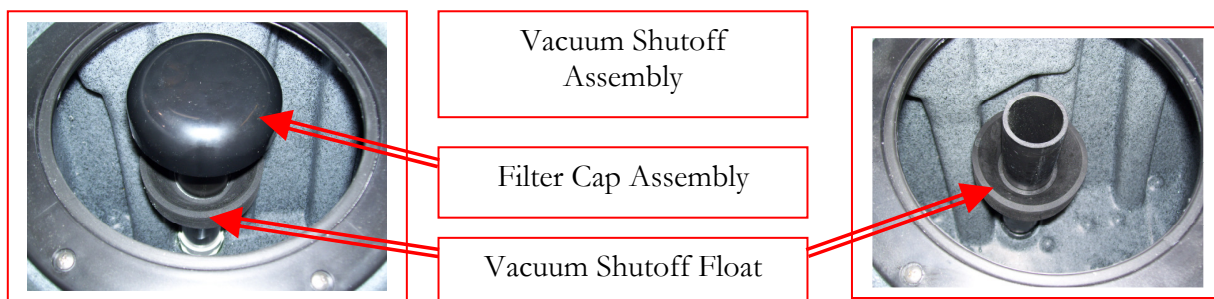 Vacuum Shutoff
Assembly
Filter Cap Assembly
Vacuum Shutoff Float